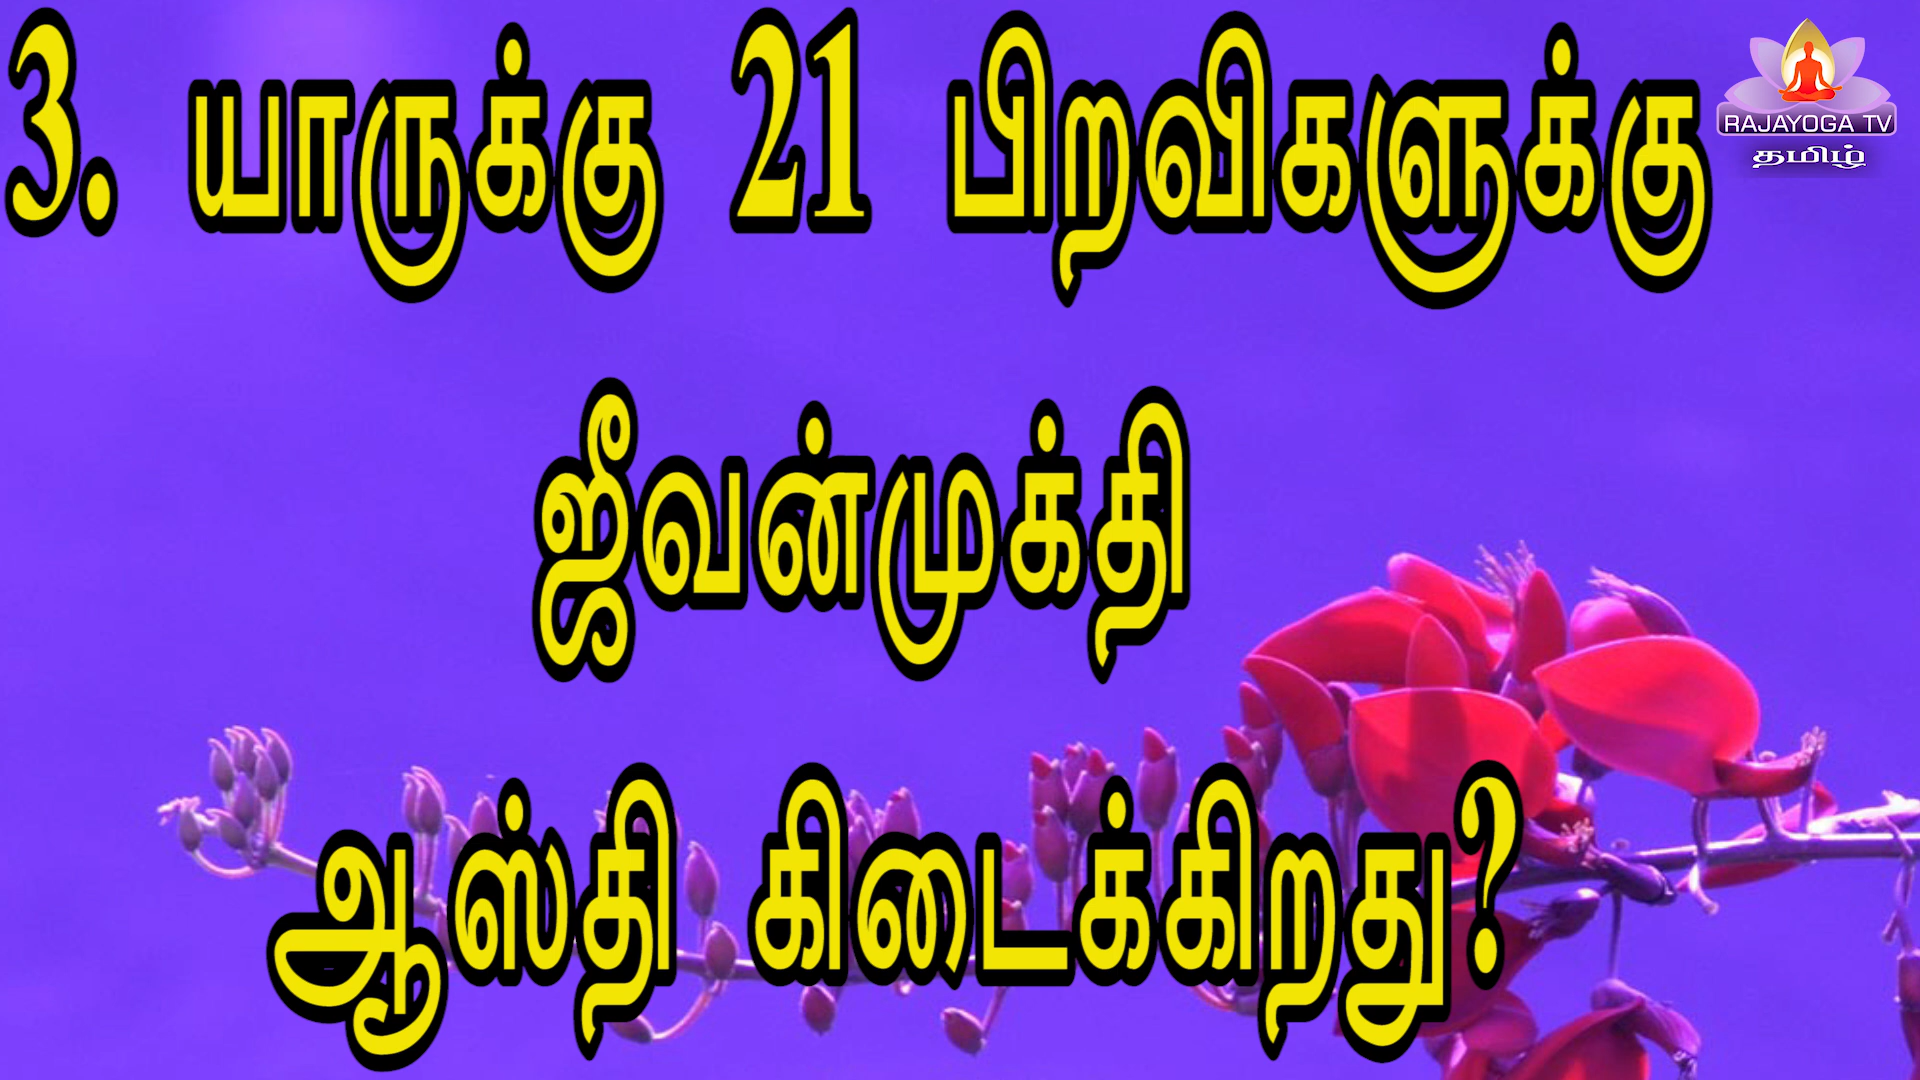 3. யாருக்கு 21 பிறவிகளுக்கு
ஜீவன்முக்தி
ஆஸ்தி கிடைக்கிறது?
RAJAYOGA TV
தமிழ்